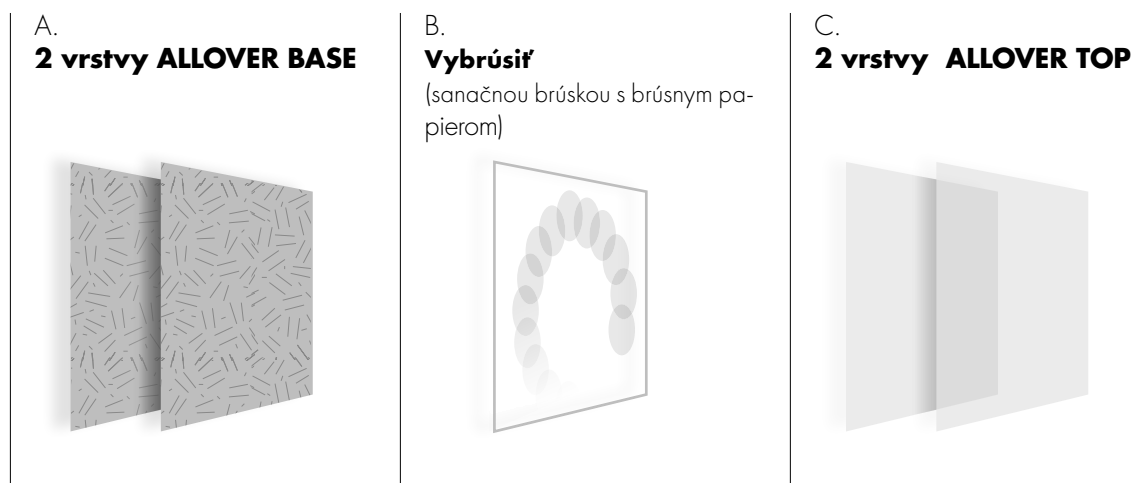 A.
2 vrstvy ALLOVER BASE
B.
Vybrúsiť
(sanačnou brúskou s brúsnym pa-
pierom)
C.
2 vrstvy  ALLOVER TOP